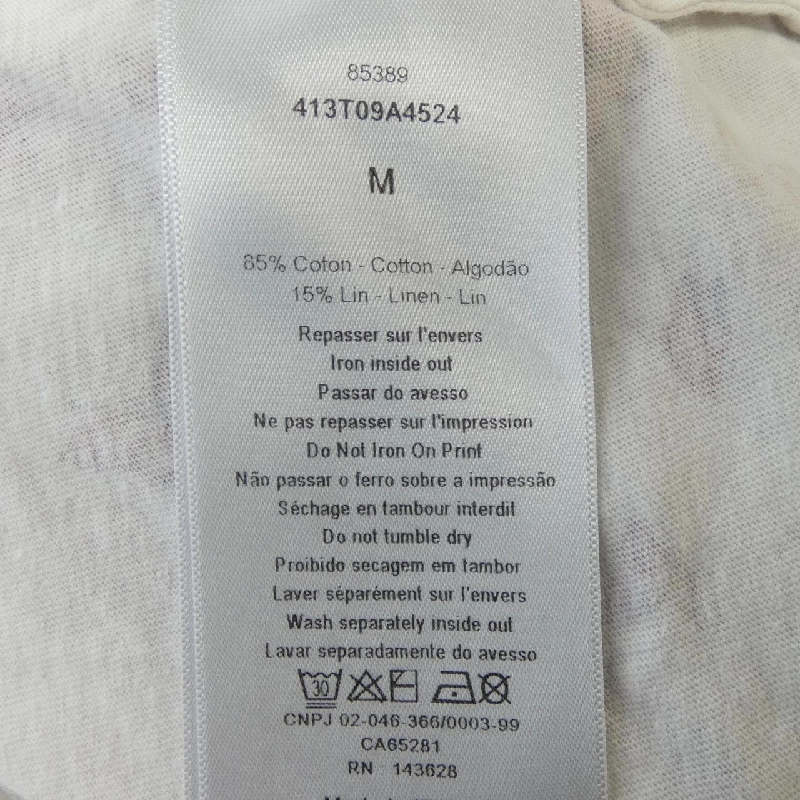 85389
413T09A4524
M
85% Coton - Cotton - Algodão
15% Lin - Linen - Lin
Repasser sur l'envers
Iron inside out
Passar do avesso
Ne pas repasser sur l'impression
Do Not Iron On Print
Não passar o ferro sobre a impressão
Séchage en tambour interdit
Do not tumble dry
Proibido secagem em tambor
Laver séparément sur l'envers
Wash separately inside out
Lavar separadamente do avesso
30
CNPJ 02-046-366/0003-99
CA65281
RN : 143628